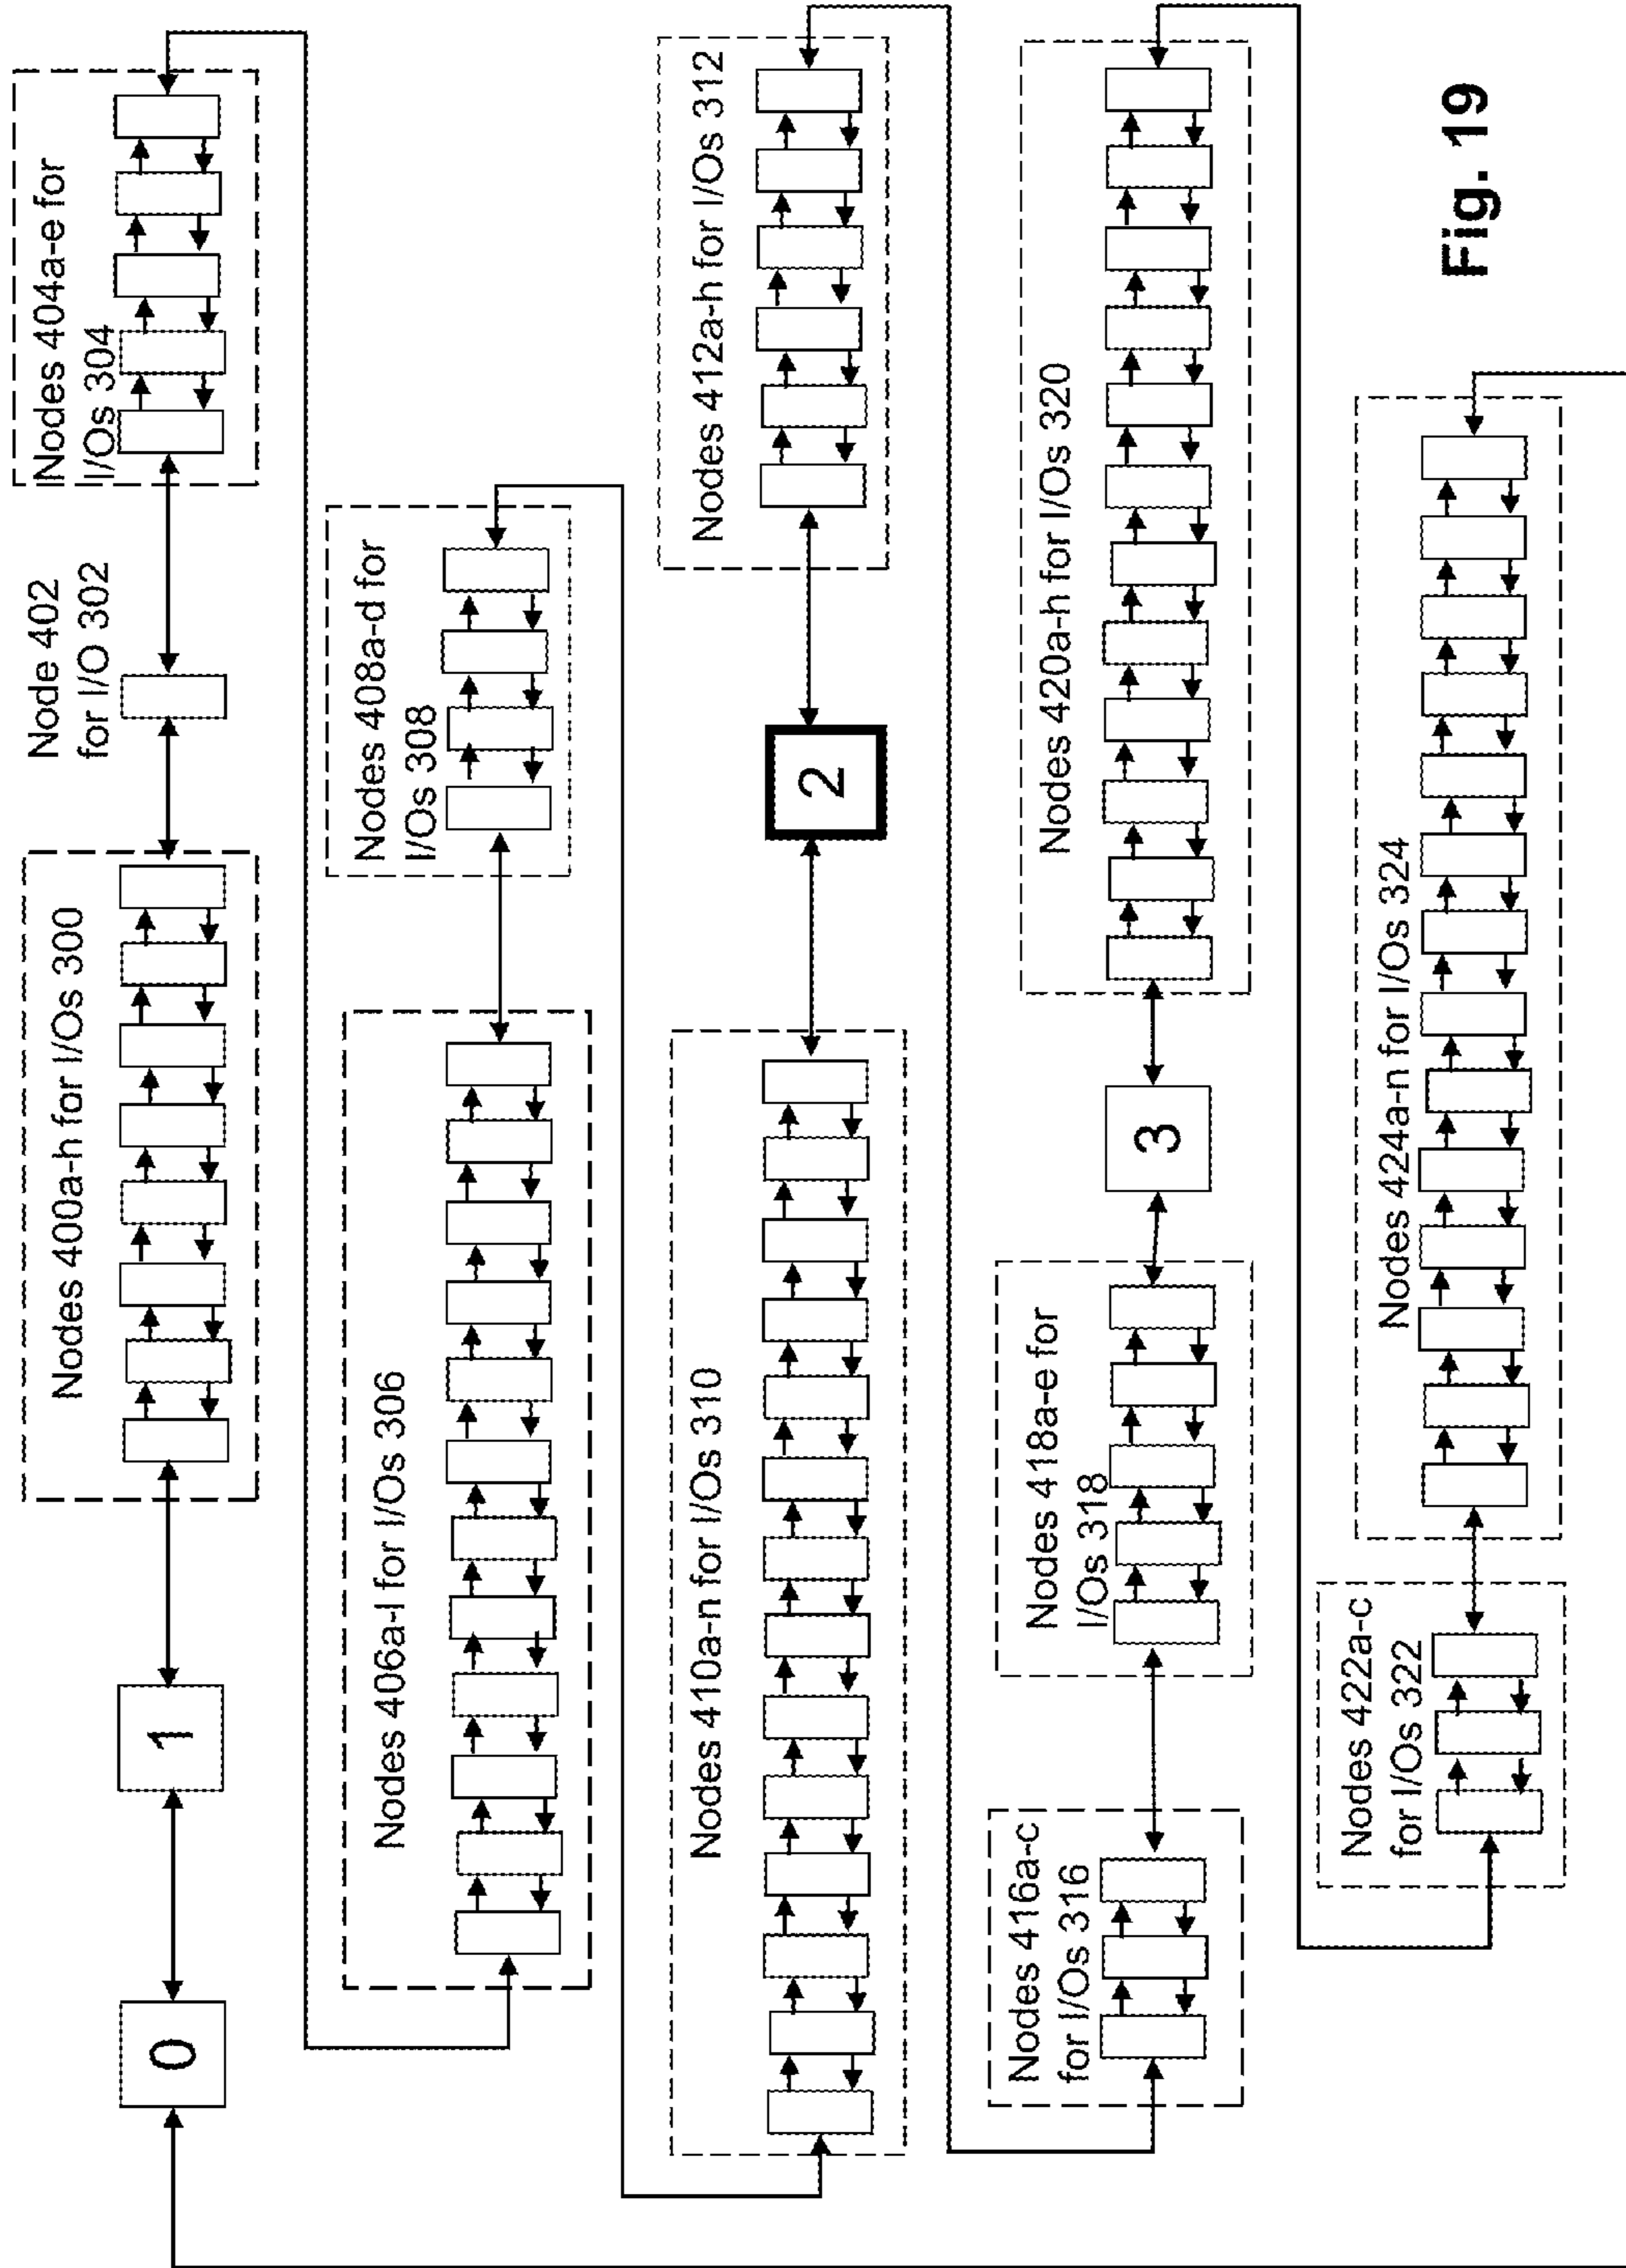 0
1
Nodes 400a-h for I/Os 300
Node 402
for I/O 302
Nodes 404a-e for
I/Os 304
Nodes 406a-l for I/Os 306
Nodes 408a-d for
I/Os 308
Nodes 410a-n for I/Os 310
2
Nodes 412a-h for I/Os 312
Nodes 416a-c
for I/Os 316
Nodes 418a-e for
I/Os 318
3
Nodes 420a-h for I/Os 320
Nodes 422a-c
for I/Os 322
Nodes 424a-n for I/Os 324
Fig. 19